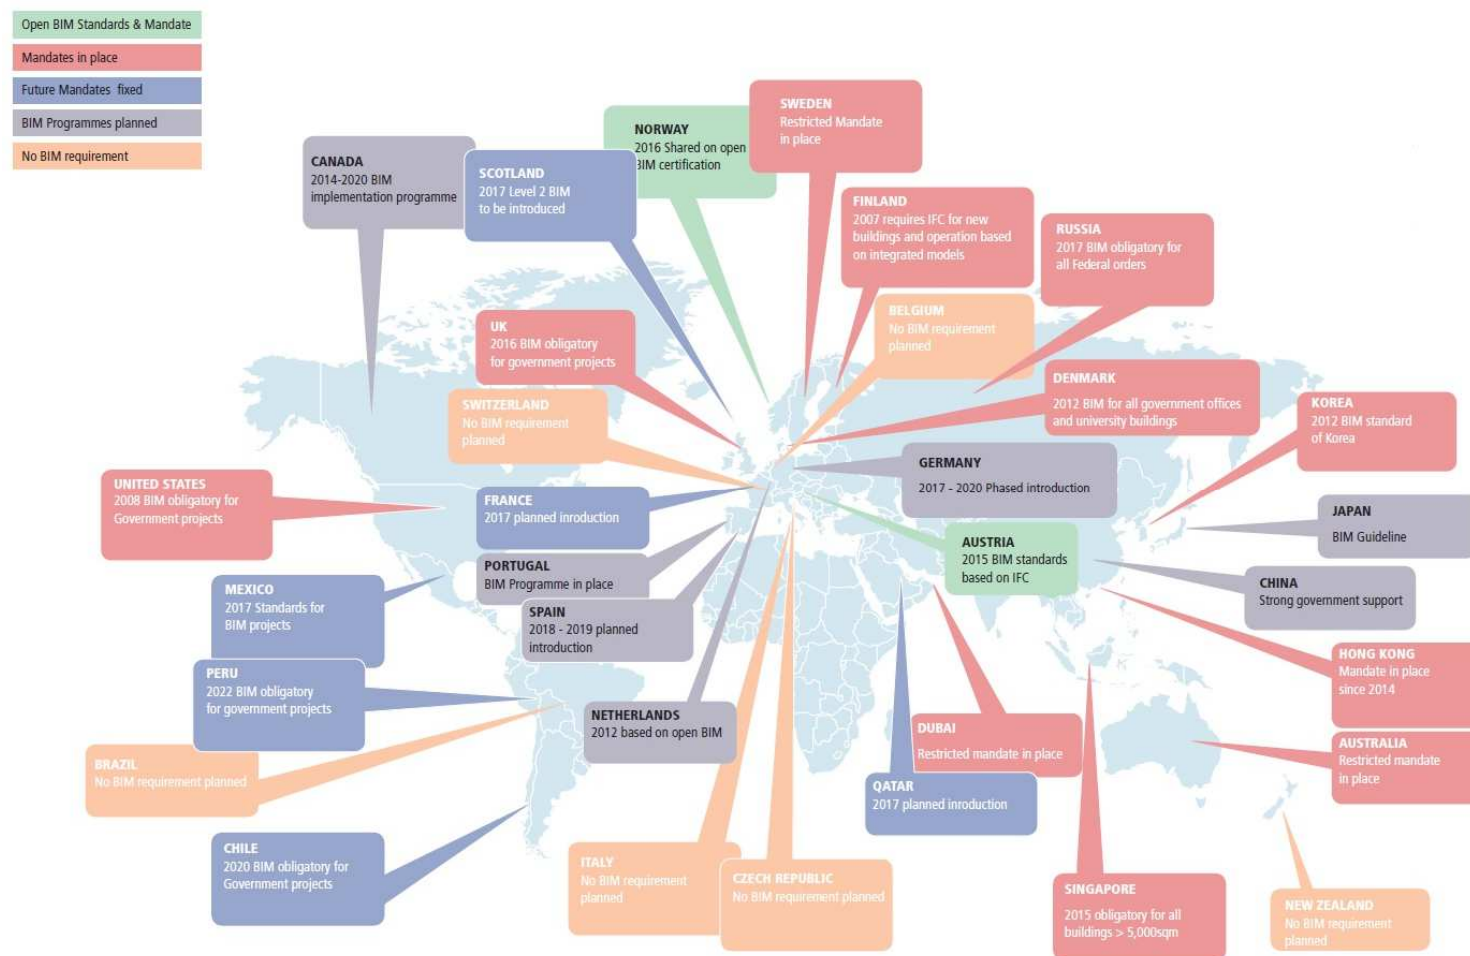 Open BIM Standards & Mandate
Mandates in place
Future Mandates fixed
BIM Programmes planned
No BIM requirement
CANADA
2014-2020 BIM
implementation programme
SCOTLAND
2017 Level 2 BIM
to be introduced
NORWAY
2016 Shared on open
BIM certification
SWEDEN
Restricted Mandate
in place
FINLAND
2007 requires IFC for new
buildings and operation based
on integrated models
RUSSIA
2017 BIM obligatory for
all Federal orders
UK
2016 BIM obligatory
for government projects
BELGIUM
No BIM requirement
planned
SWITZERLAND
No BIM requirement
planned
DENMARK
2012 BIM for all government offices
and university buildings
KOREA
2012 BIM standard
of Korea
UNITED STATES
2008 BIM obligatory for
Government projects
FRANCE
2017 planned inroduction
GERMANY
2017 - 2020 Phased introduction
JAPAN
BIM Guideline
PORTUGAL
BIM Programme in place
AUSTRIA
2015 BIM standards
based on IFC
CHINA
Strong government support
MEXICO
2017 Standards for
BIM projects
SPAIN
2018 - 2019 planned
introduction
HONG KONG
Mandate in place
since 2014
PERU
2022 BIM obligatory
for government projects
NETHERLANDS
2012 based on open BIM
DUBAI
Restricted mandate in place
AUSTRALIA
Restricted mandate
in place
BRAZIL
No BIM requirement planned
QATAR
2017 planned inroduction
CHILE
2020 BIM obligatory for
Government projects
ITALY
No BIM requirement
planned
CZECH REPUBLIC
No BIM requirement planned
SINGAPORE
2015 obligatory for all
buildings > 5,000sqm
NEW ZEALAND
No BIM requirement
planned